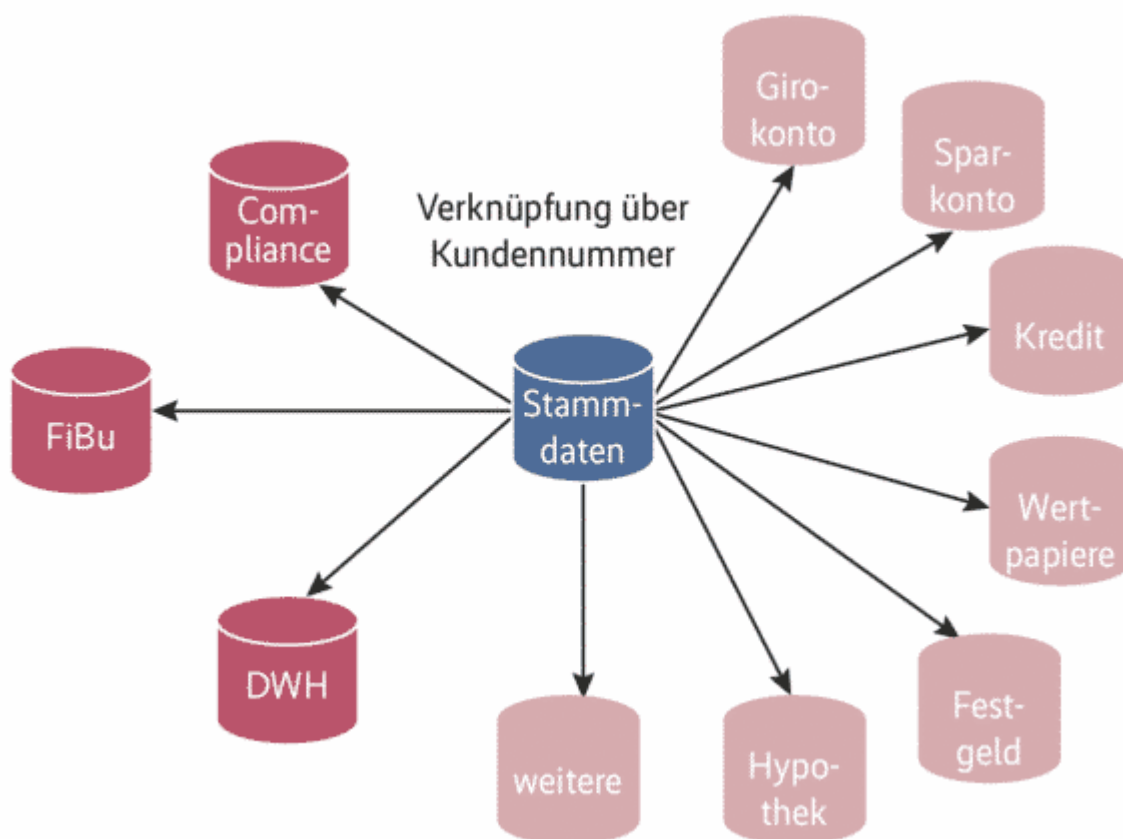 Giro-
konto
Spar-
konto
Com-
pliance
Verknüpfung über
Kundennummer
Kredit
Stamm-
daten
FiBu
Wert-
papiere
DWH
Fest-
geld
weitere
Hypo-
thek